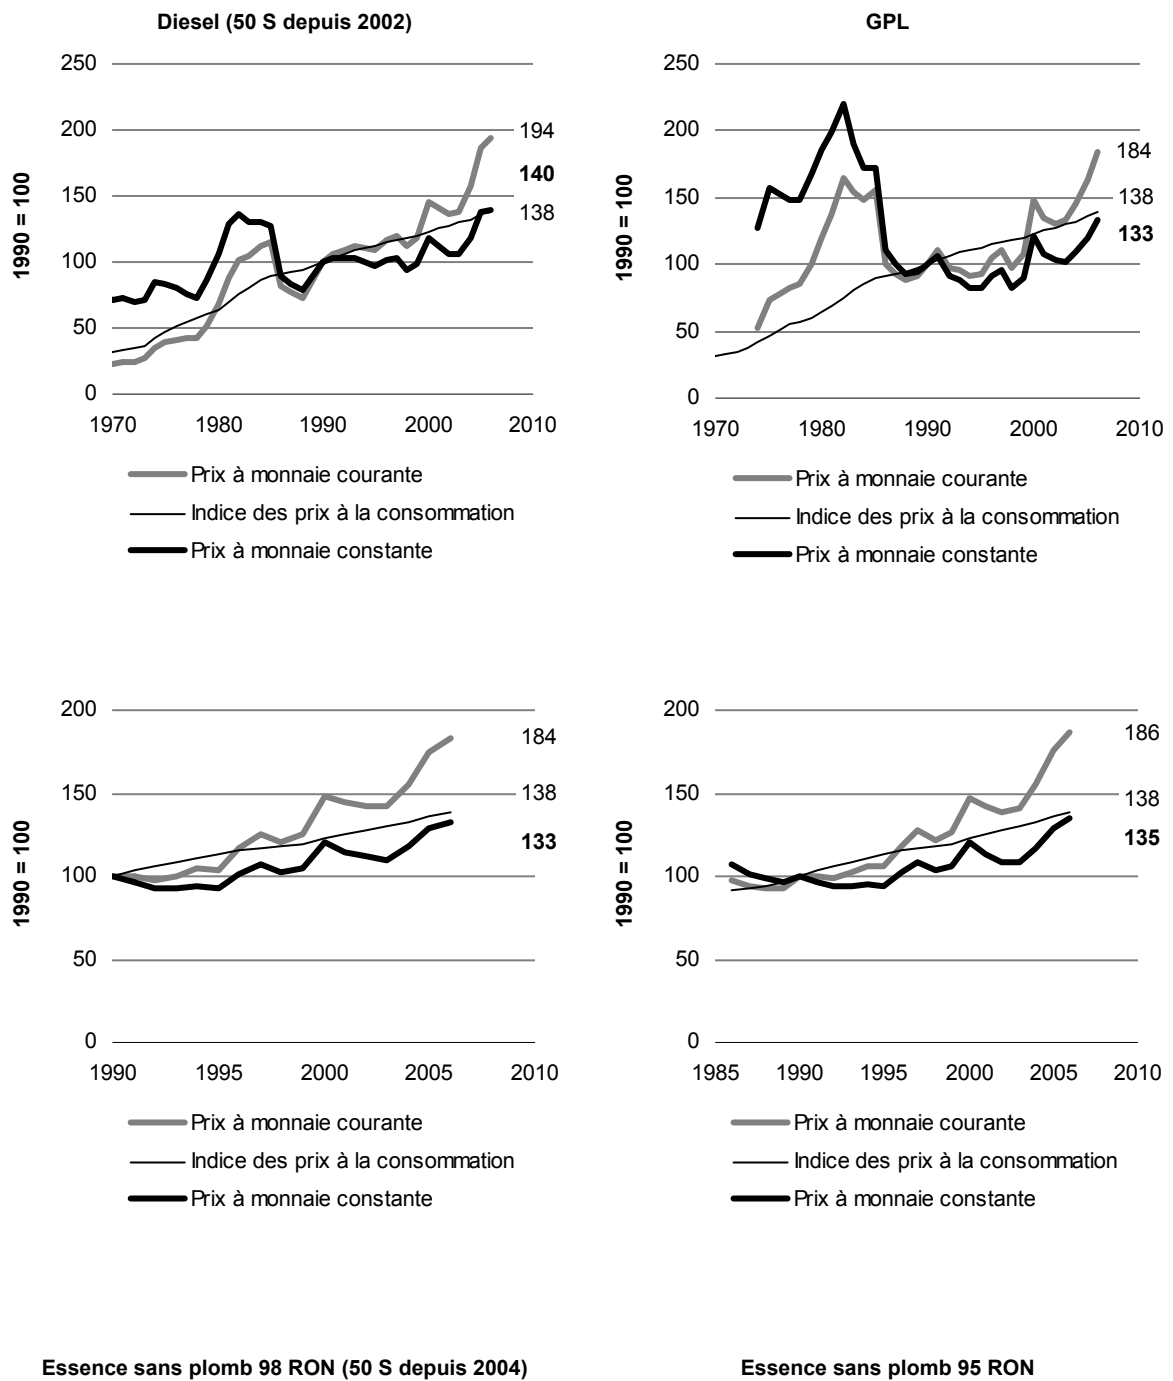 Diesel (50 S depuis 2002)
250
200
150
100
50
0
1990 = 100
194
140
138
1970 1980 1990 2000 2010
Prix à monnaie courante
Indice des prix à la consommation
Prix à monnaie constante
GPL
250
200
150
100
50
0
1990 = 100
184
138
133
1970 1980 1990 2000 2010
Prix à monnaie courante
Indice des prix à la consommation
Prix à monnaie constante
200
150
100
50
0
1990 = 100
184
138
133
1990 1995 2000 2005 2010
Prix à monnaie courante
Indice des prix à la consommation
Prix à monnaie constante
200
150
100
50
0
1990 = 100
186
138
135
1985 1990 1995 2000 2005 2010
Prix à monnaie courante
Indice des prix à la consommation
Prix à monnaie constante
Essence sans plomb 98 RON (50 S depuis 2004)
Essence sans plomb 95 RON